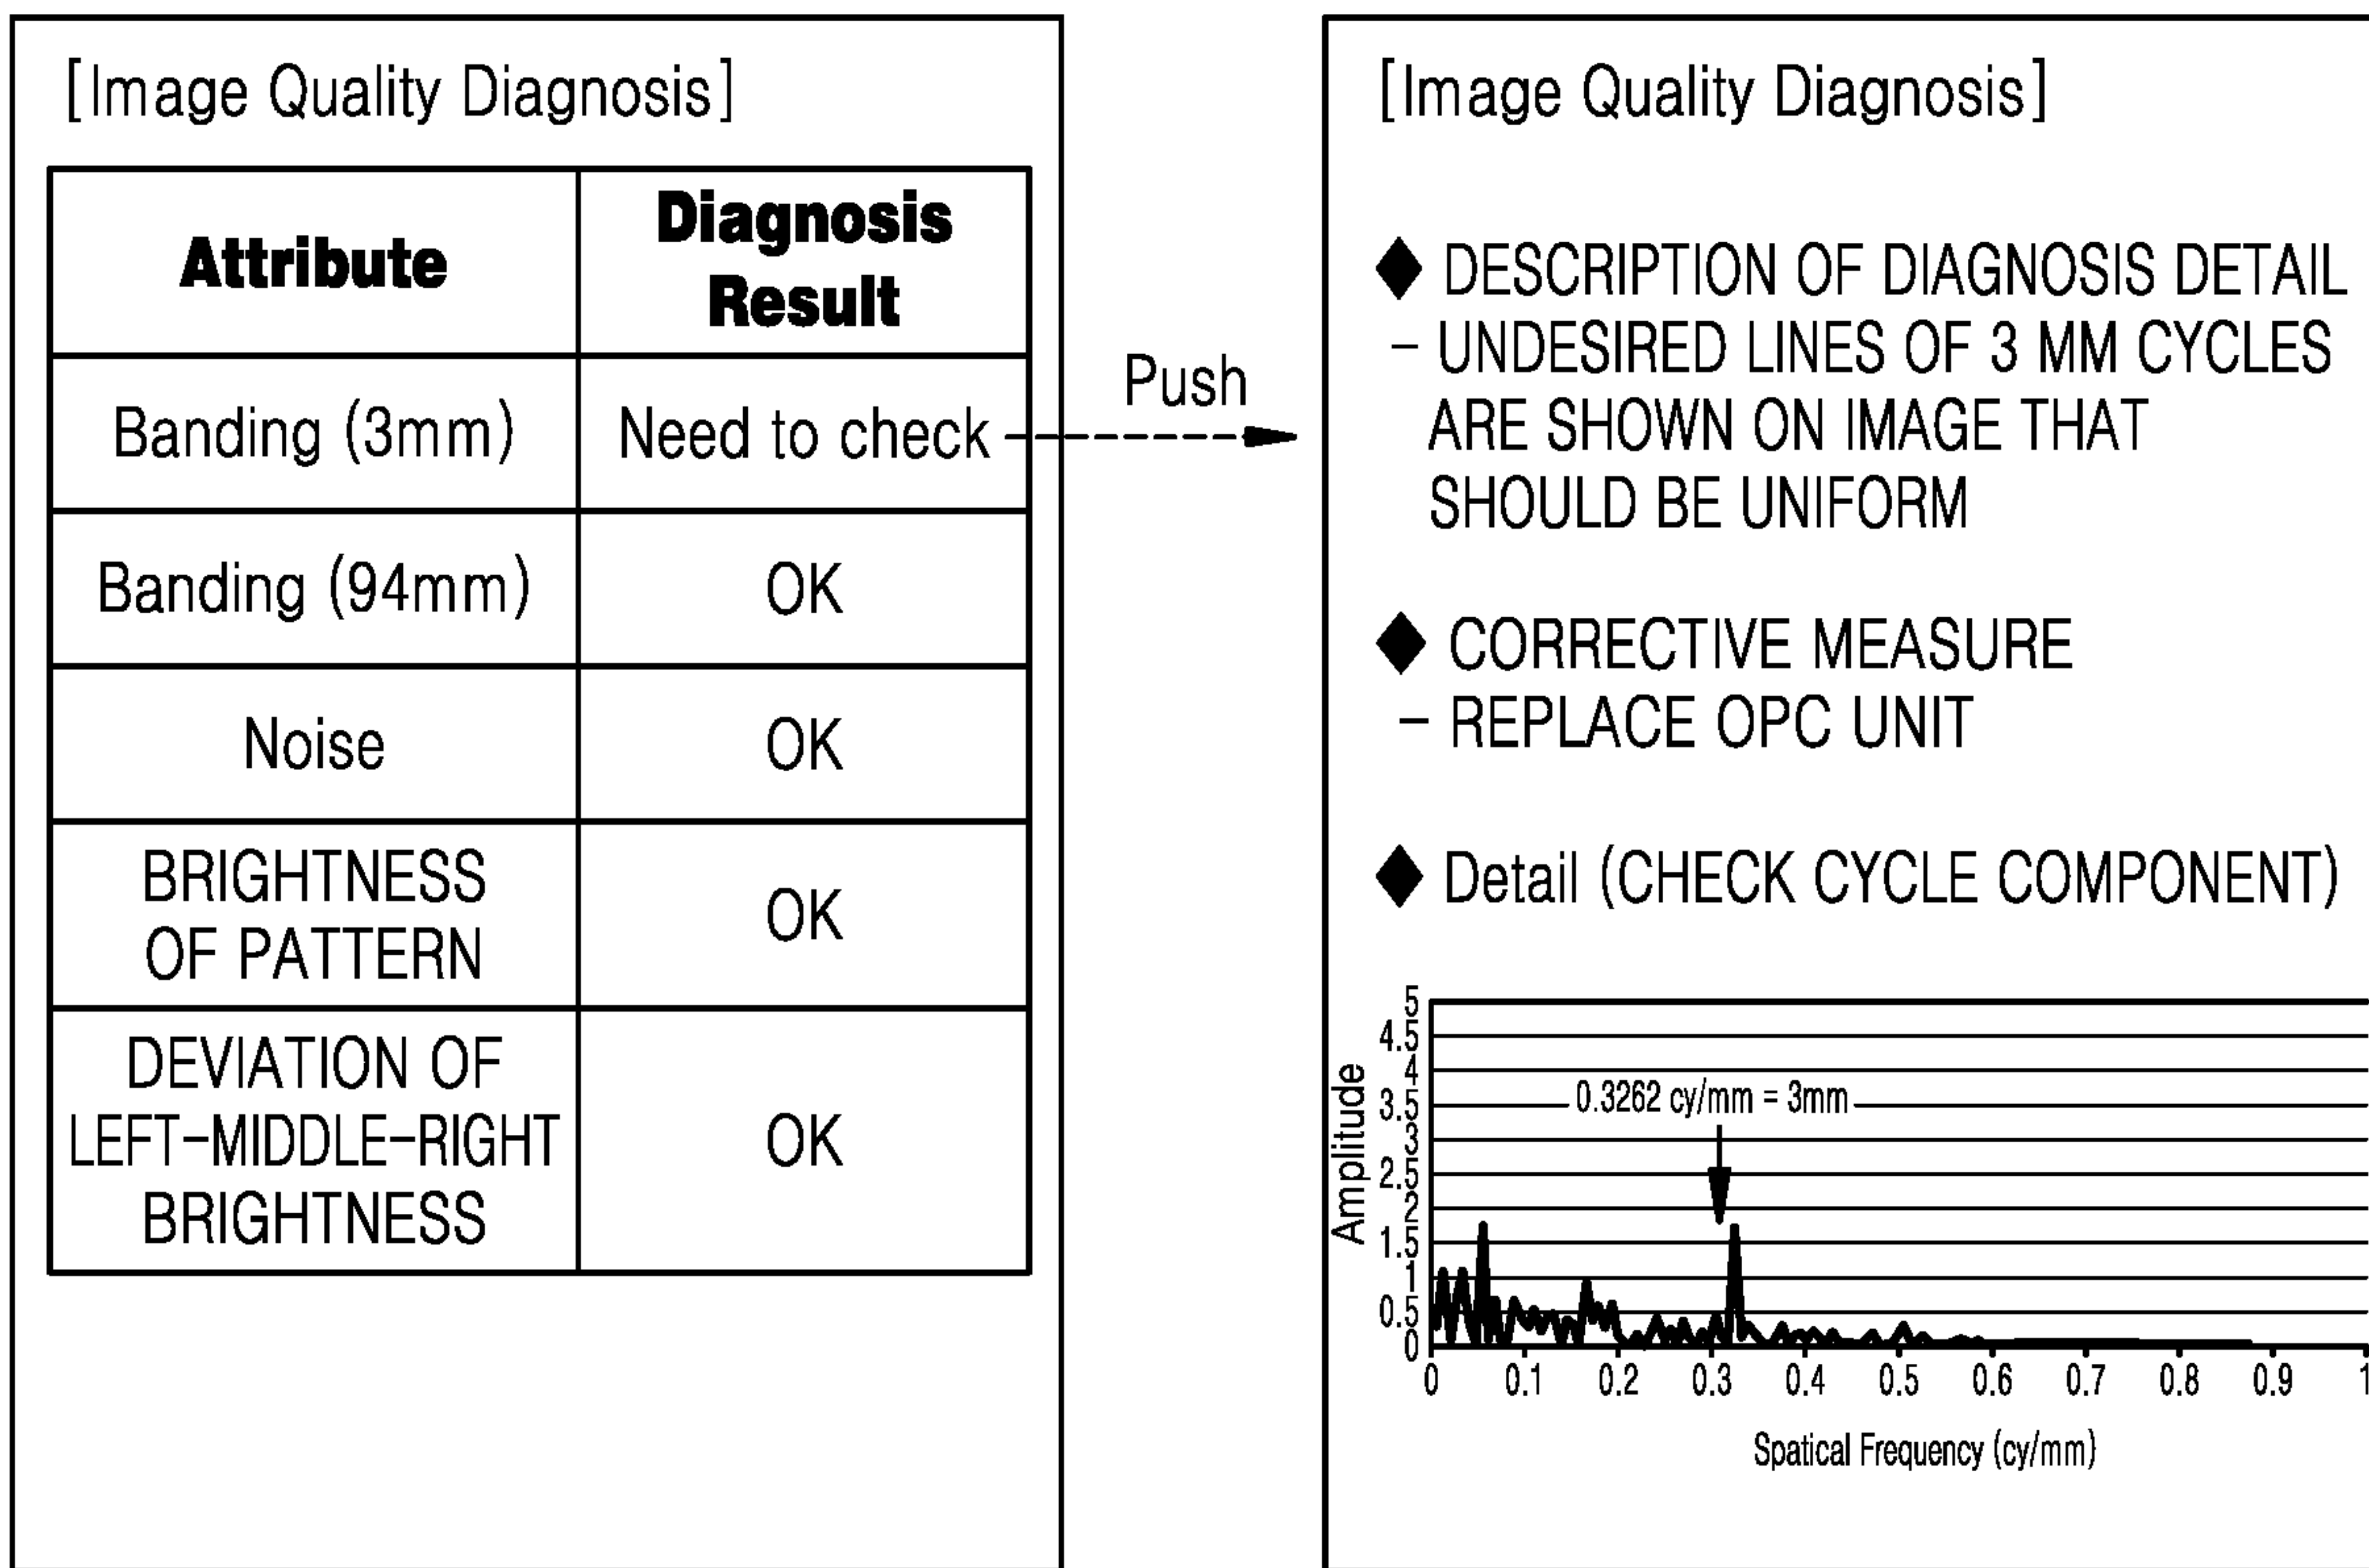 [Image Quality Diagnosis]
Attribute
Diagnosis
Result
Banding (3mm)
Need to check
Banding (94mm)
OK
Noise
OK
BRIGHTNESS
OF PATTERN
OK
DEVIATION OF
LEFT-MIDDLE-RIGHT
BRIGHTNESS
OK
Push
[Image Quality Diagnosis]
◆ DESCRIPTION OF DIAGNOSIS DETAIL
- UNDESIRED LINES OF 3 MM CYCLES
ARE SHOWN ON IMAGE THAT
SHOULD BE UNIFORM
◆ CORRECTIVE MEASURE
- REPLACE OPC UNIT
◆ Detail (CHECK CYCLE COMPONENT)
Amplitude
5
4.5
4
3.5
3
2.5
2
1.5
1
0.5
0
0.3262 cy/mm = 3mm
0 0.1 0.2 0.3 0.4 0.5 0.6 0.7 0.8 0.9 1
Spatical Frequency (cy/mm)